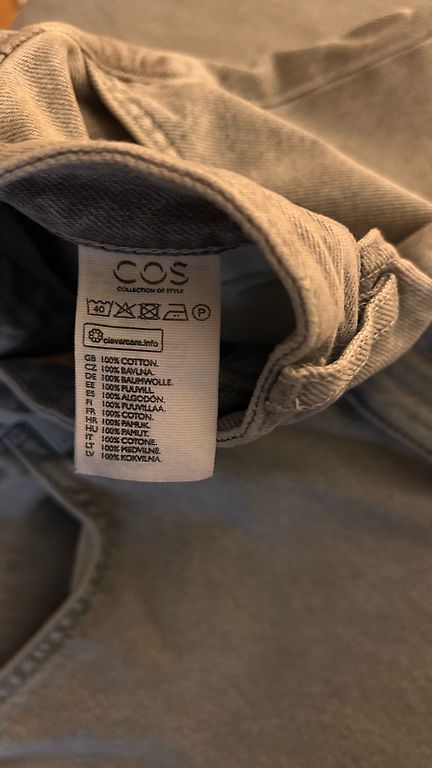 COS
COLLECTION OF STYLE
40 P
clevercare.info
GB 100% COTTON.
CZ 100% BAVLNA.
DE 100% BAUMWOLLE.
EE 100% PUUVILL.
ES 100% ALGODÓN.
FI 100% PUUVILLAA.
FR 100% COTON.
HR 100% PAMUK.
HU 100% PAMUT.
IT 100% COTONE.
LT 100% MEDVILNĖ.
LV 100% KOKVILNA.